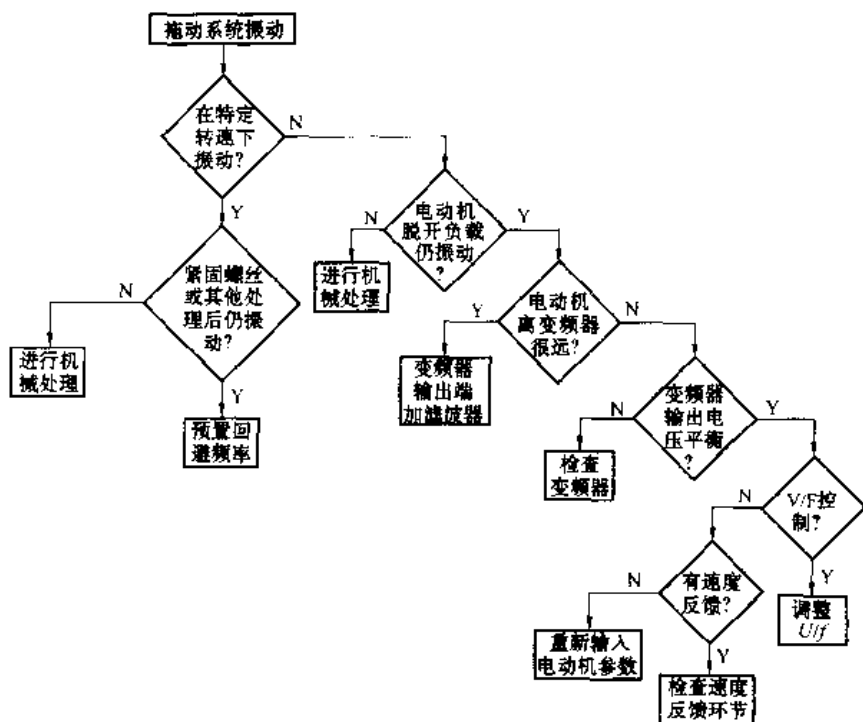 拖动系统振动
在特定
转速下
振动?
N
Y
紧固螺丝
或其他处
理后仍振
动?
N
进行机
械处理
Y
预置回
避频率
电动机
脱开负载
仍振动
?
N
进行机
械处理
Y
电动机
离变频器
很远?
Y
变频器
输出端
加滤波器
N
变频器
输出电
压平衡
?
N
检查
变频器
Y
V/F控
制?
N
Y
调整
U/f
有速度
反馈?
N
重新输入
电动机参数
Y
检查速度
反馈环节